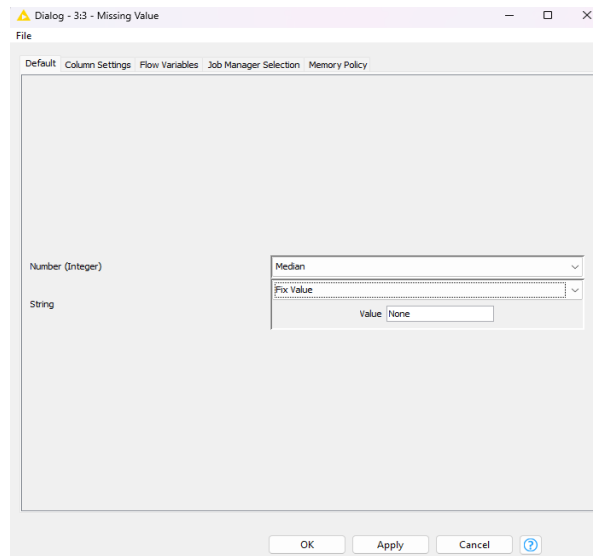 Dialog - 3:3 - Missing Value
File
Default Column Settings Flow Variables Job Manager Selection Memory Policy
Number (Integer) Median
Fix Value
String
Value None
OK Apply Cancel ?